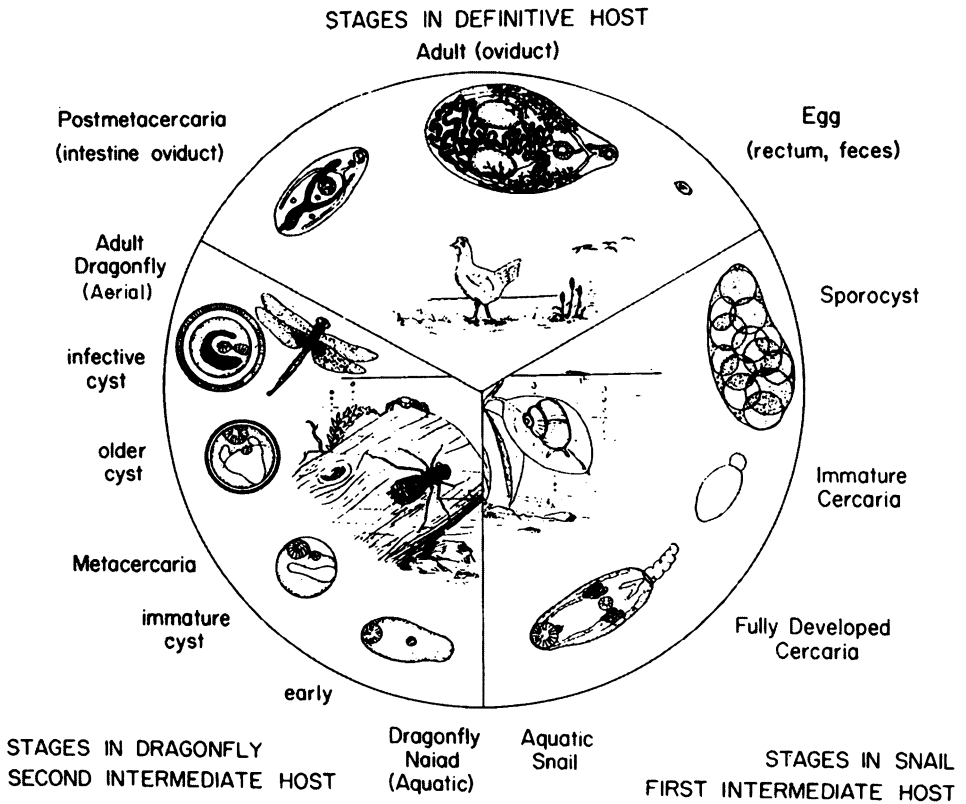 STAGES IN DEFINITIVE HOST
Adult (oviduct)
Postmetacercaria
(intestine oviduct)
Egg
(rectum, feces)
Adult
Dragonfly
(Aerial)
Sporocyst
infective
cyst
older
cyst
Immature
Cercaria
Metacercaria
immature
cyst
Fully Developed
Cercaria
early
Dragonfly
Naiad
(Aquatic)
Aquatic
Snail
STAGES IN DRAGONFLY
SECOND INTERMEDIATE HOST
STAGES IN SNAIL
FIRST INTERMEDIATE HOST